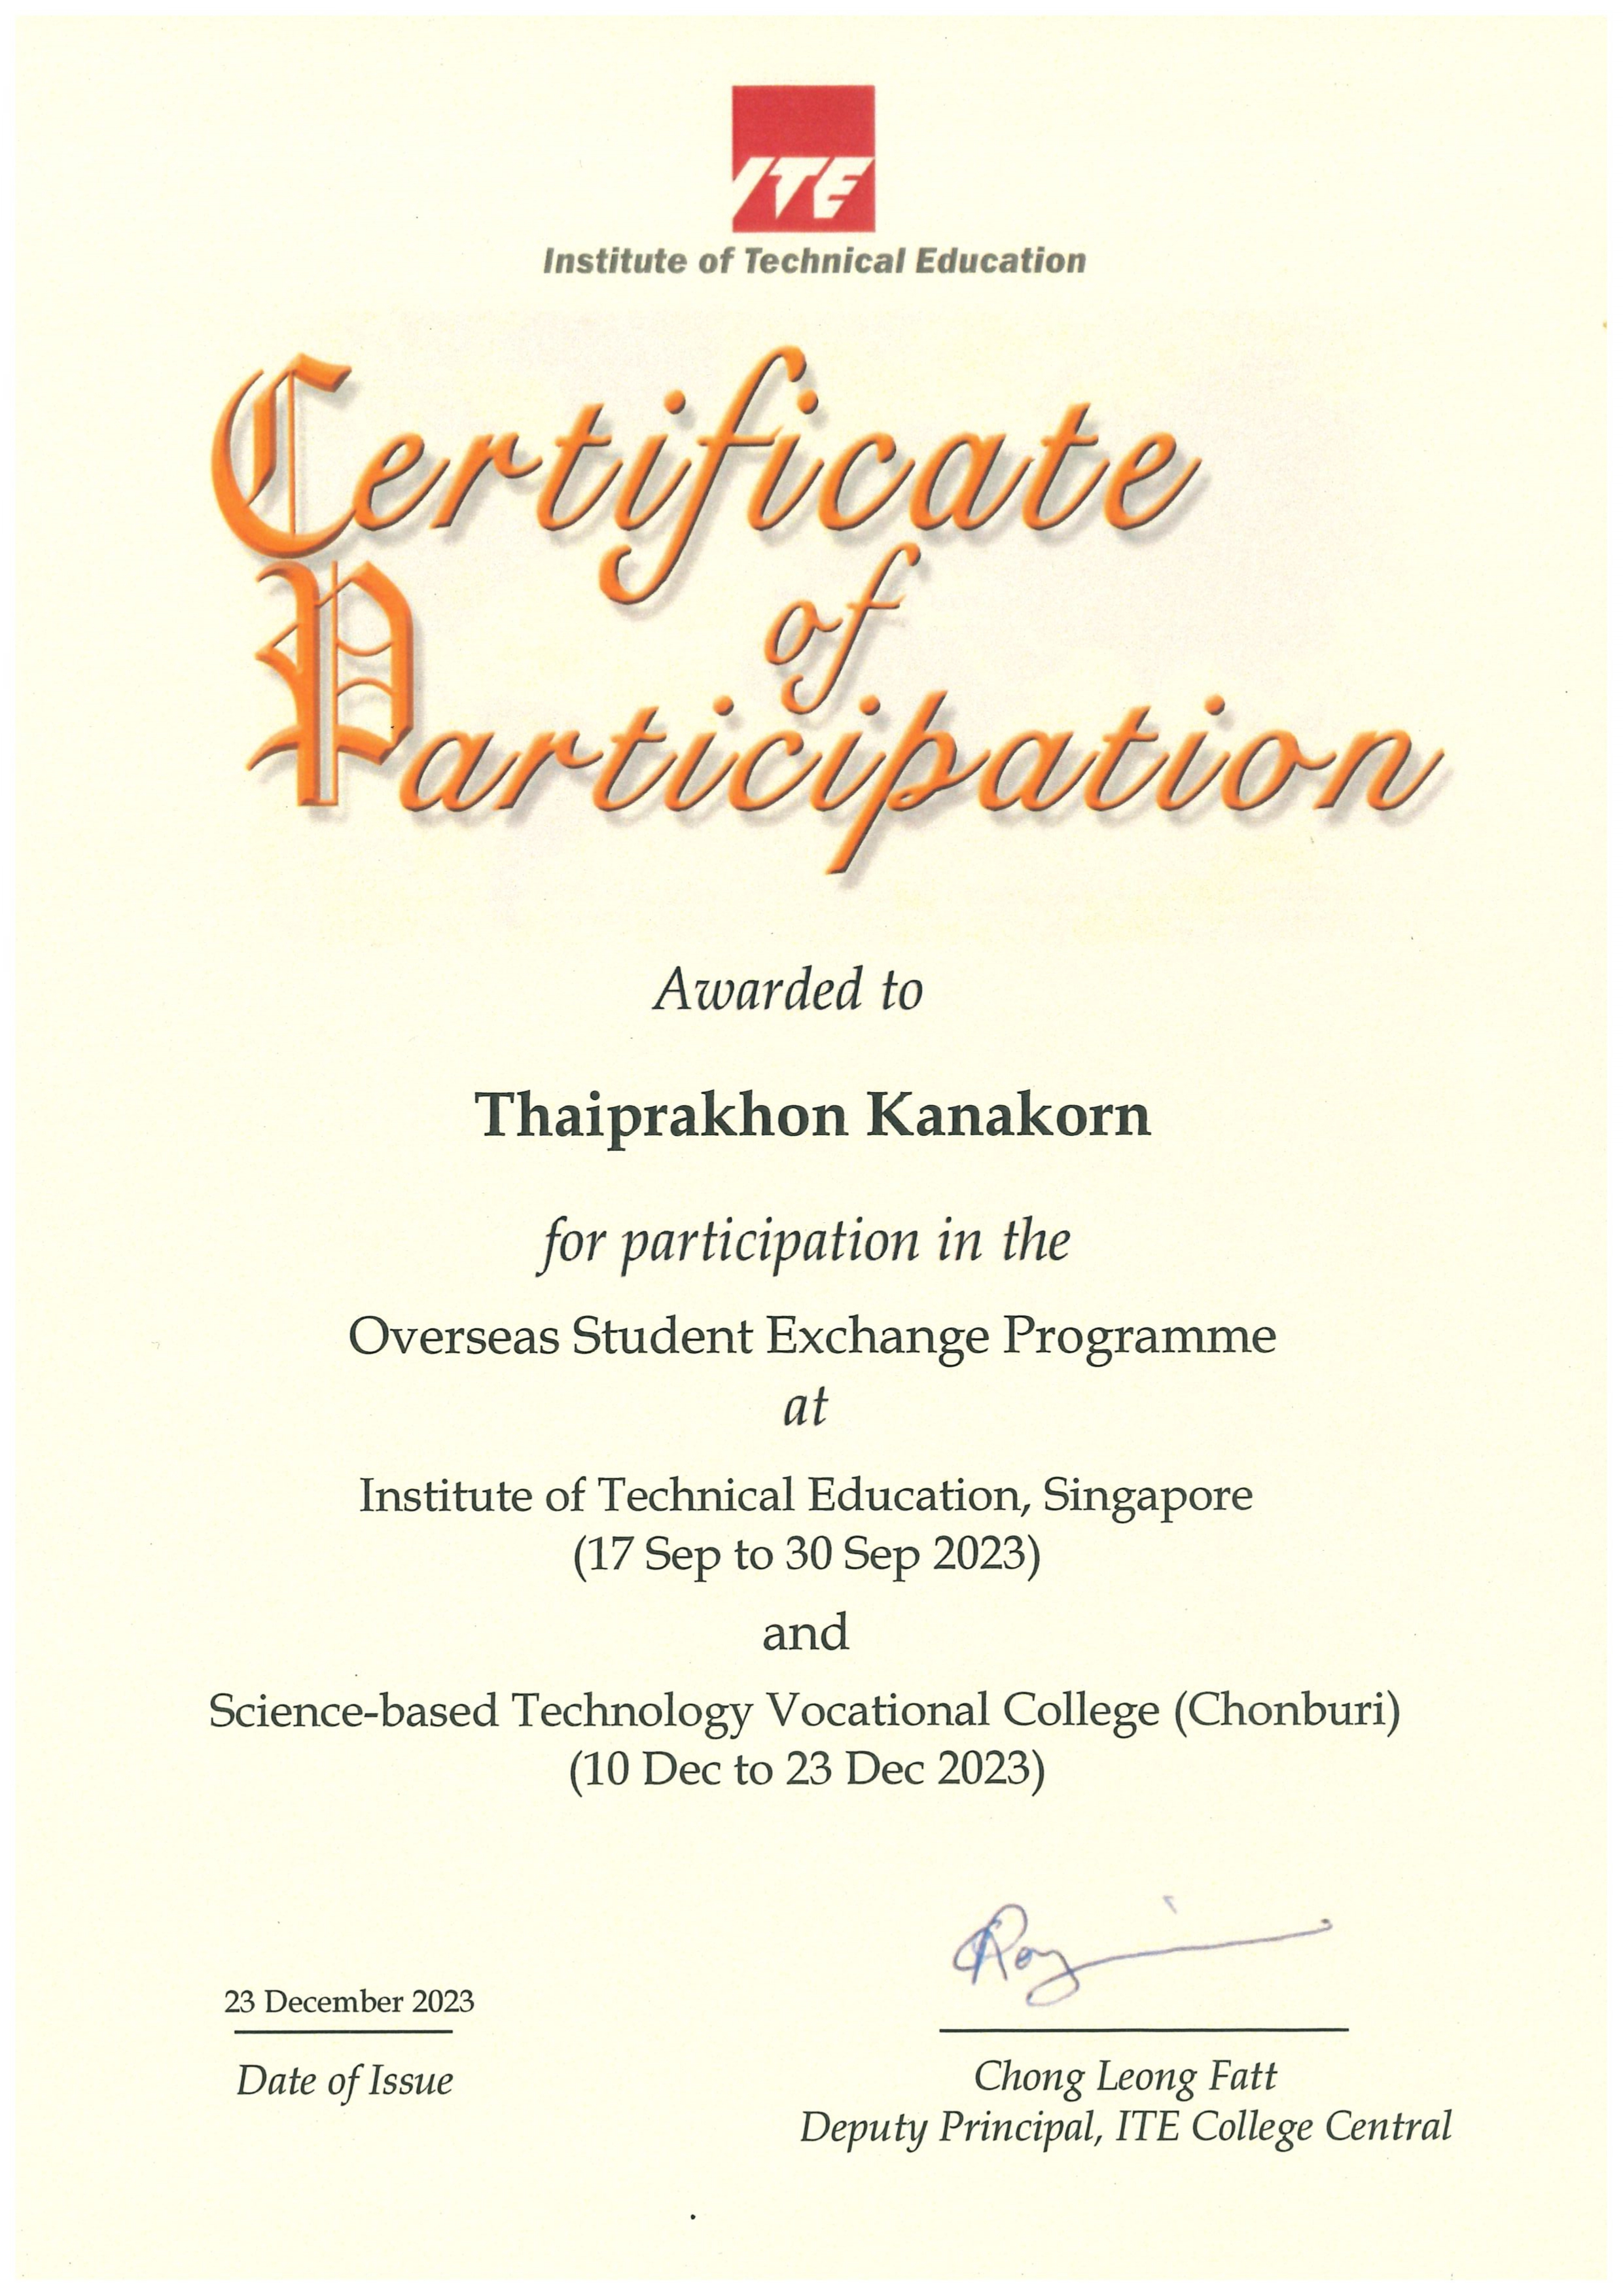 ITE
Institute of Technical Education
Certificate
of
Participation
Awarded to
Thaiprakhon Kanakorn
for participation in the
Overseas Student Exchange Programme
at
Institute of Technical Education, Singapore
(17 Sep to 30 Sep 2023)
and
Science-based Technology Vocational College (Chonburi)
(10 Dec to 23 Dec 2023)
23 December 2023
Date of Issue
Chong Leong Fatt
Deputy Principal, ITE College Central